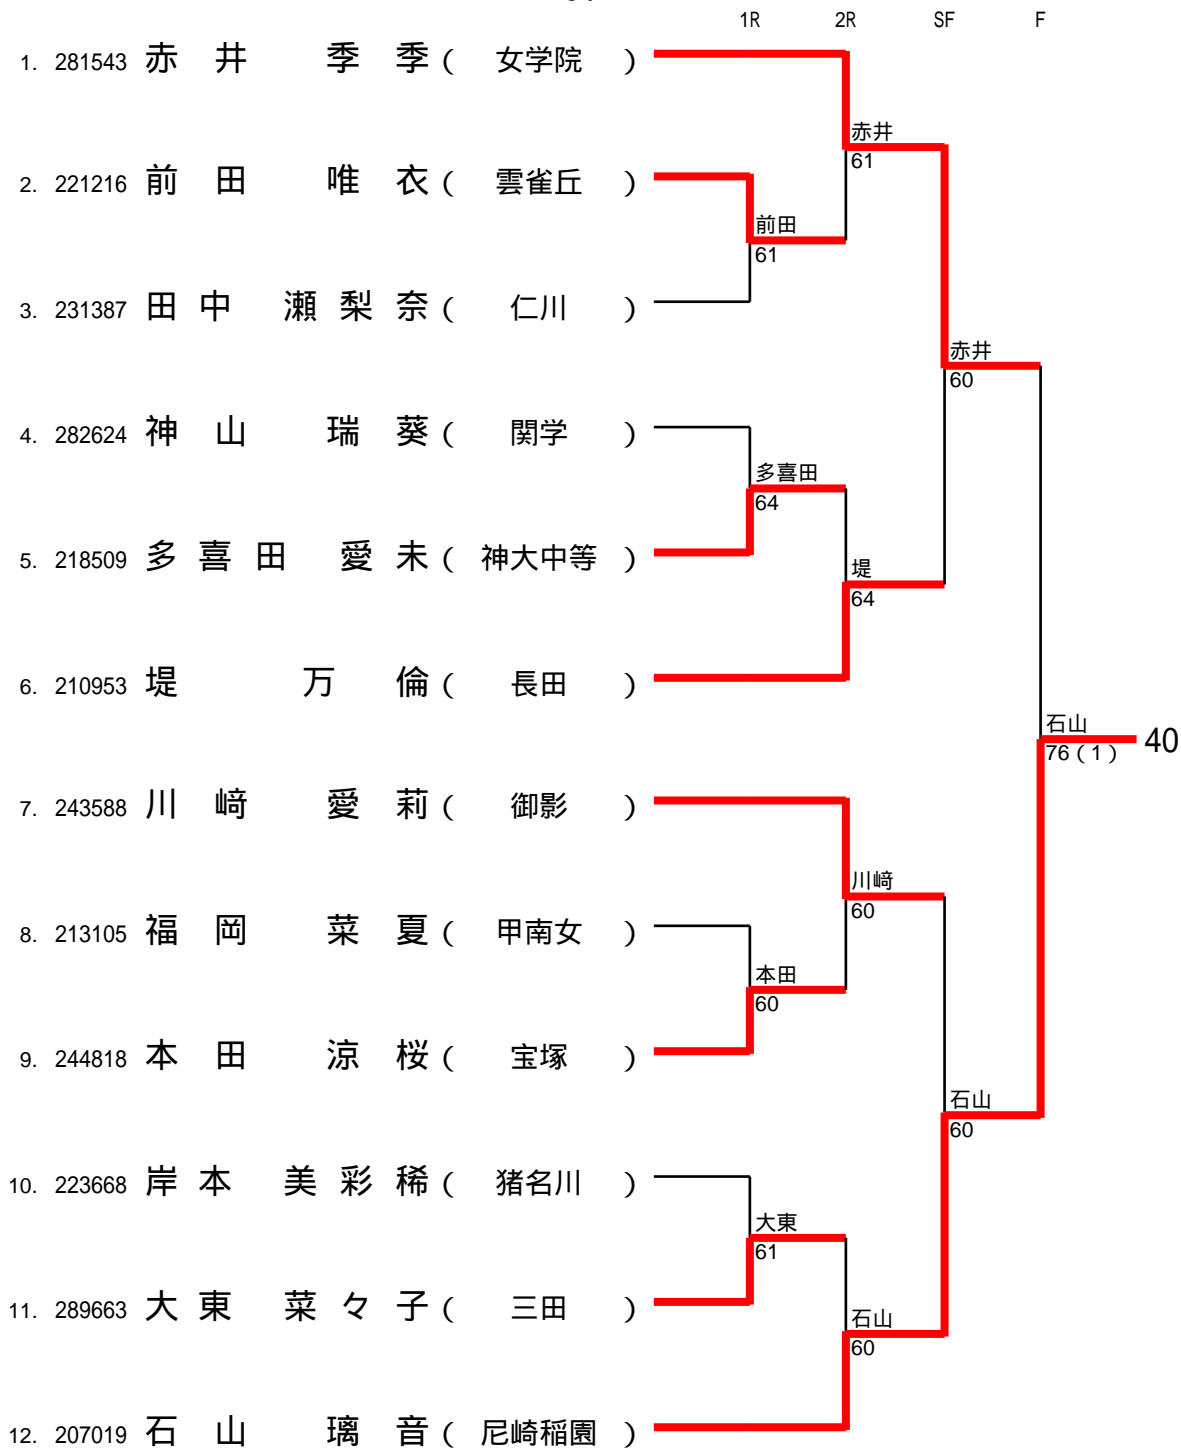 1R 2R SF F
1. 281543 赤井 季季 ( 女学院 )
赤井
61
2. 221216 前田 唯衣 ( 雲雀丘 )
前田
61
3. 231387 田中 瀬梨奈 ( 仁川 )
赤井
60
4. 282624 神山 瑞葵 ( 関学 )
多喜田
64
5. 218509 多喜田 愛未 ( 神大中等 )
堤
64
6. 210953 堤 万倫 ( 長田 )
石山
76 ( 1 ) 40
7. 243588 川﨑 愛莉 ( 御影 )
川﨑
60
8. 213105 福岡 菜夏 ( 甲南女 )
本田
60
9. 244818 本田 涼桜 ( 宝塚 )
石山
60
10. 223668 岸本 美彩稀 ( 猪名川 )
大東
61
11. 289663 大東 菜々子 ( 三田 )
石山
60
12. 207019 石山 璃音 ( 尼崎稲園 )